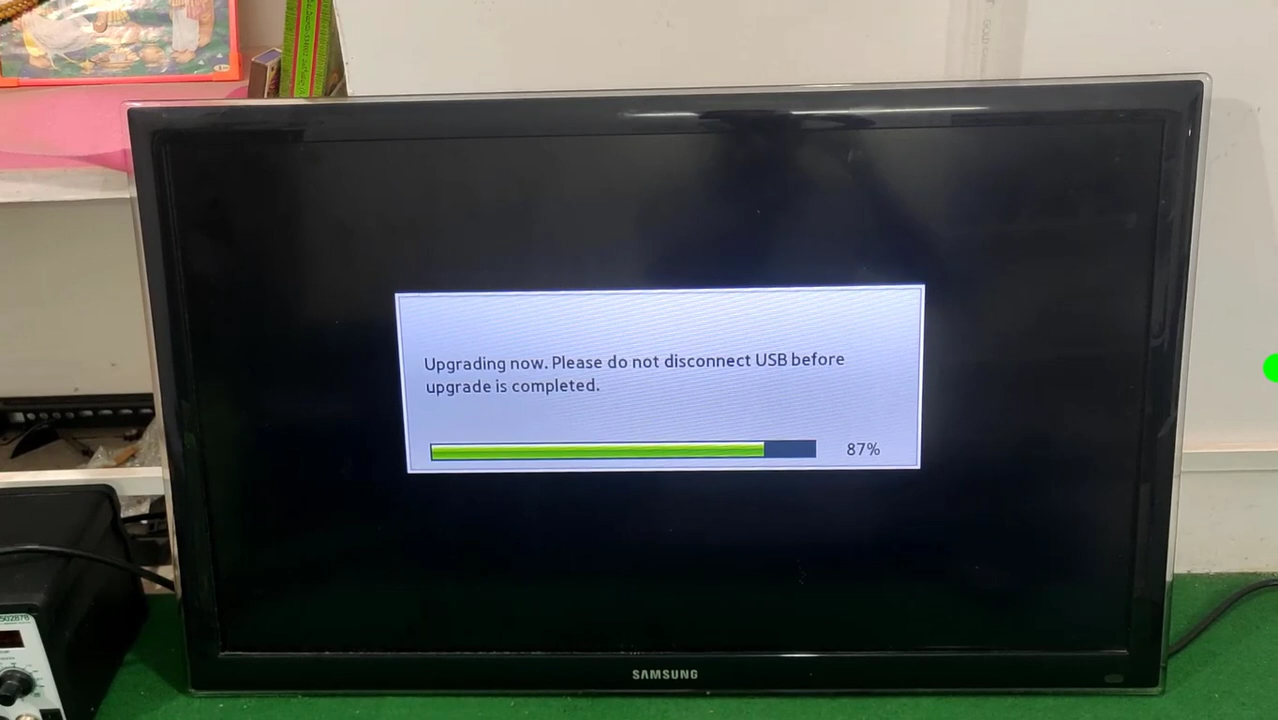 Upgrading now. Please do not disconnect USB before
upgrade is completed.
87%
SAMSUNG